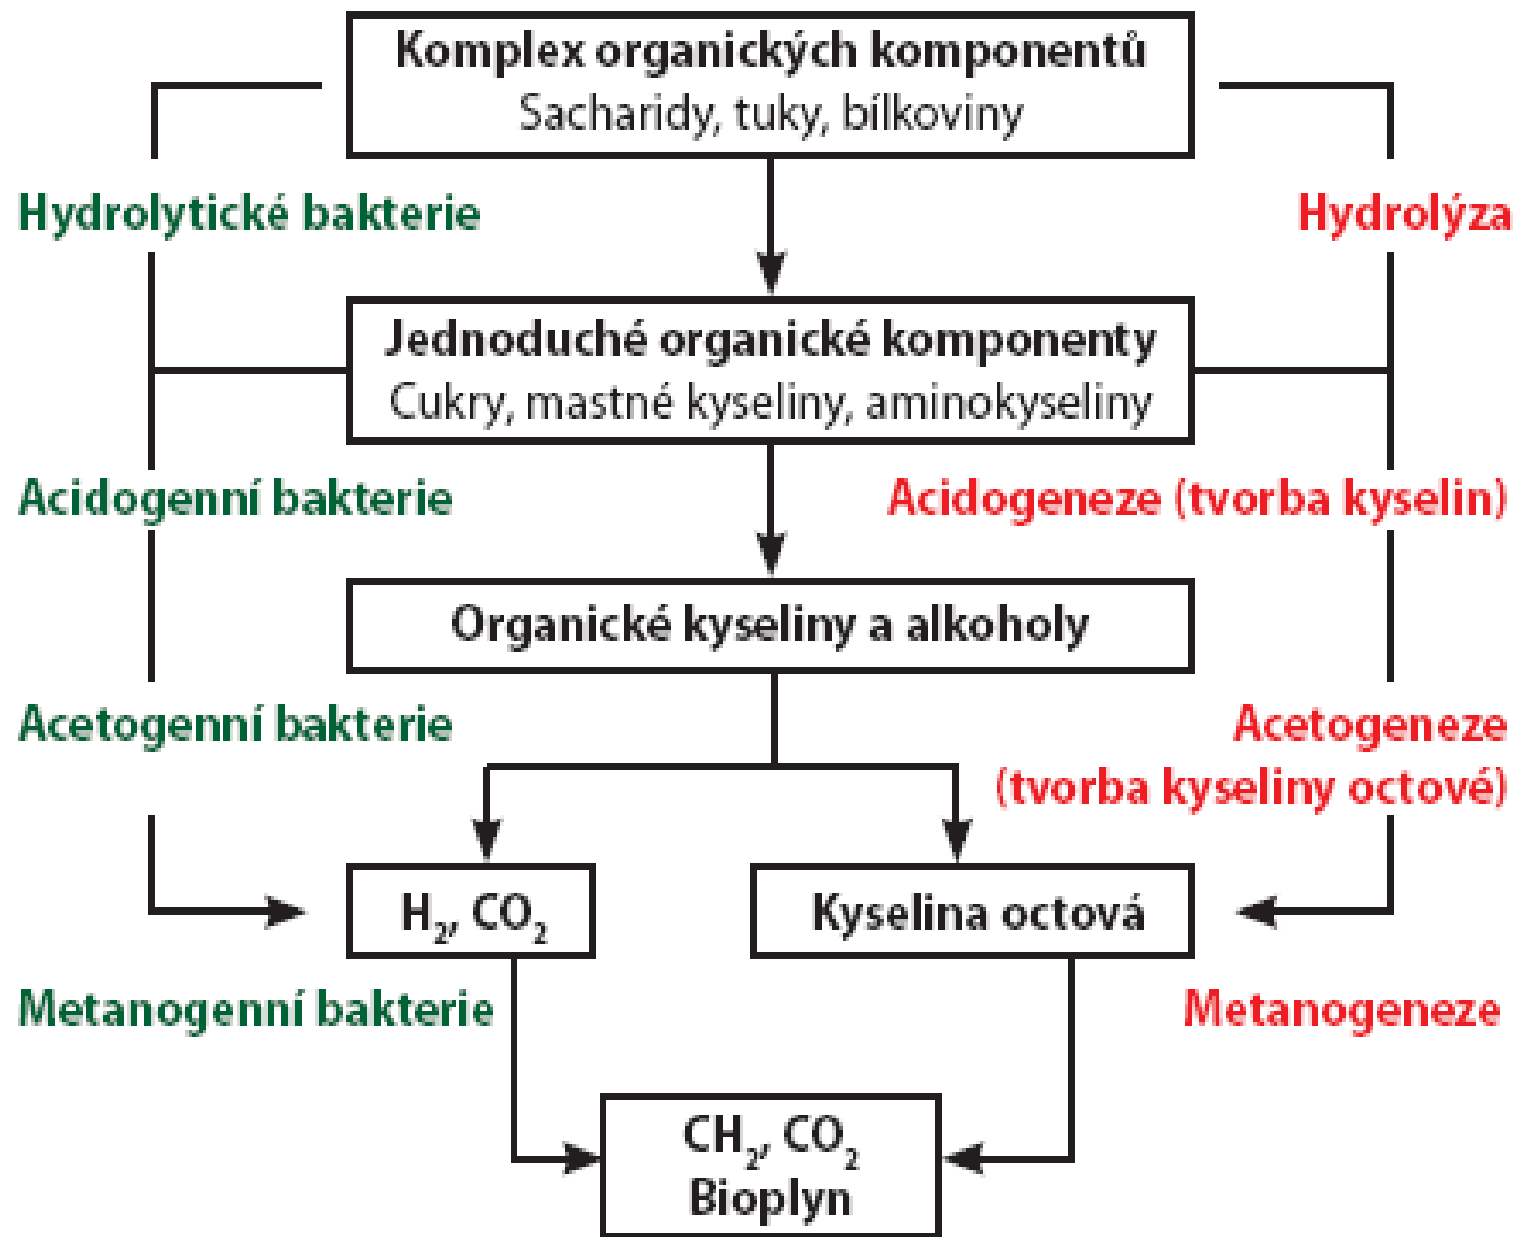 Komplex organických komponentů
Sacharidy, tuky, bílkoviny
Hydrolytické bakterie
Hydrolýza
Jednoduché organické komponenty
Cukry, mastné kyseliny, aminokyseliny
Acidogenní bakterie
Acidogeneze (tvorba kyselin)
Organické kyseliny a alkoholy
Acetogenní bakterie
Acetogeneze
(tvorba kyseliny octové)
H₂, CO₂
Kyselina octová
Metanogenní bakterie
Metanogeneze
CH₂, CO₂
Bioplyn